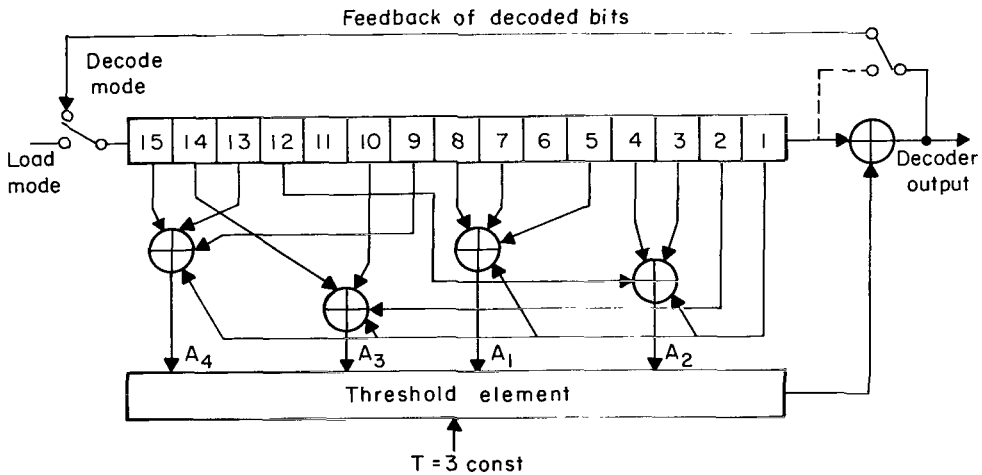 Feedback of decoded bits
Decode
mode
Load
mode
15 14 13 12 11 10 9 8 7 6 5 4 3 2 1
Decoder
output
A4 A3 A1 A2
Threshold element
T = 3 const